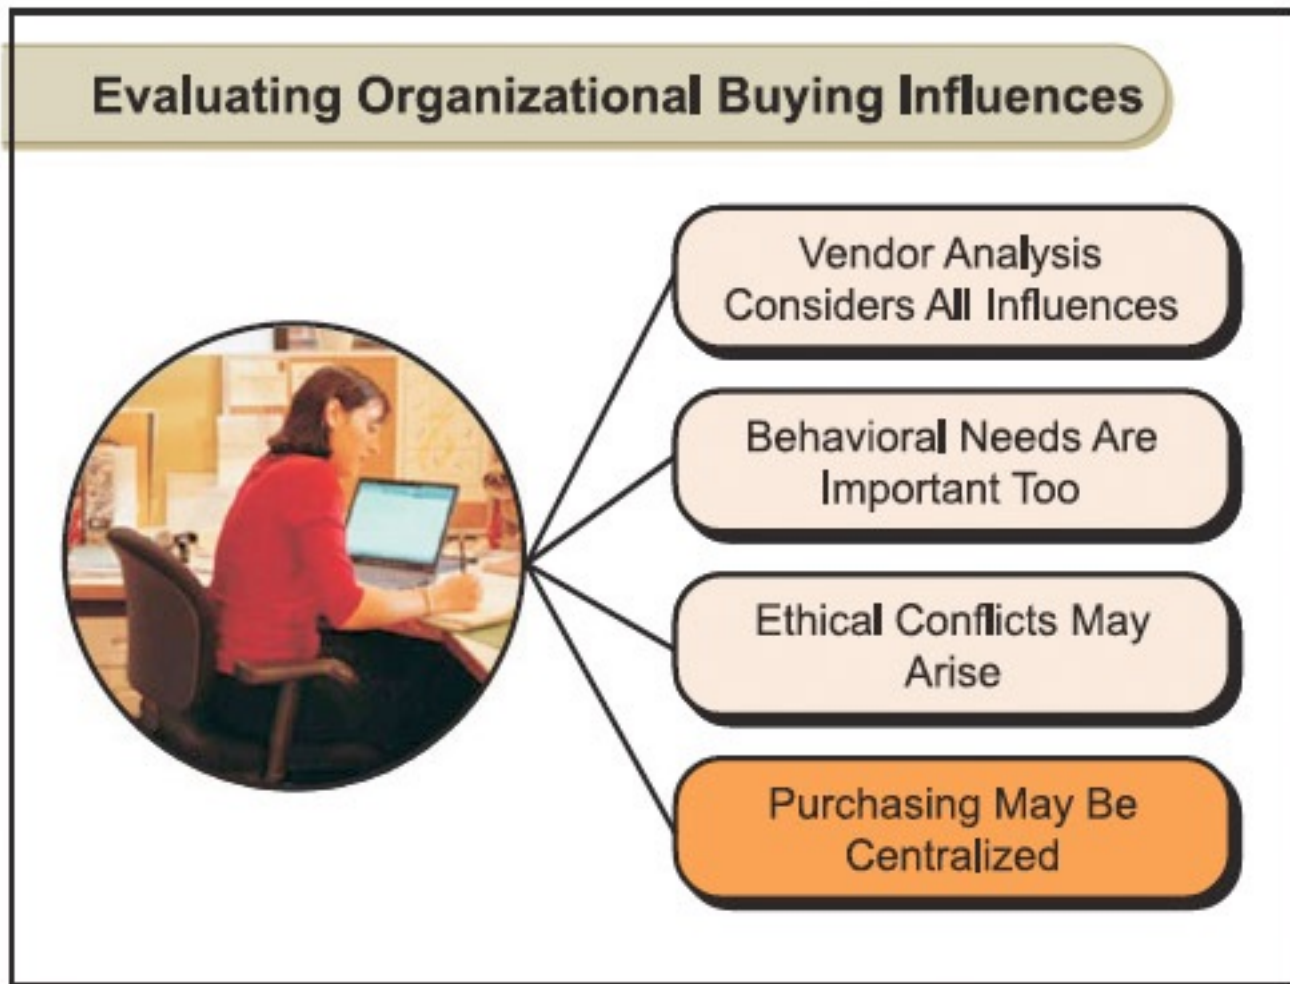 Evaluating Organizational Buying Influences
Vendor Analysis
Considers All Influences
Behavioral Needs Are
Important Too
Ethical Conflicts May
Arise
Purchasing May Be
Centralized